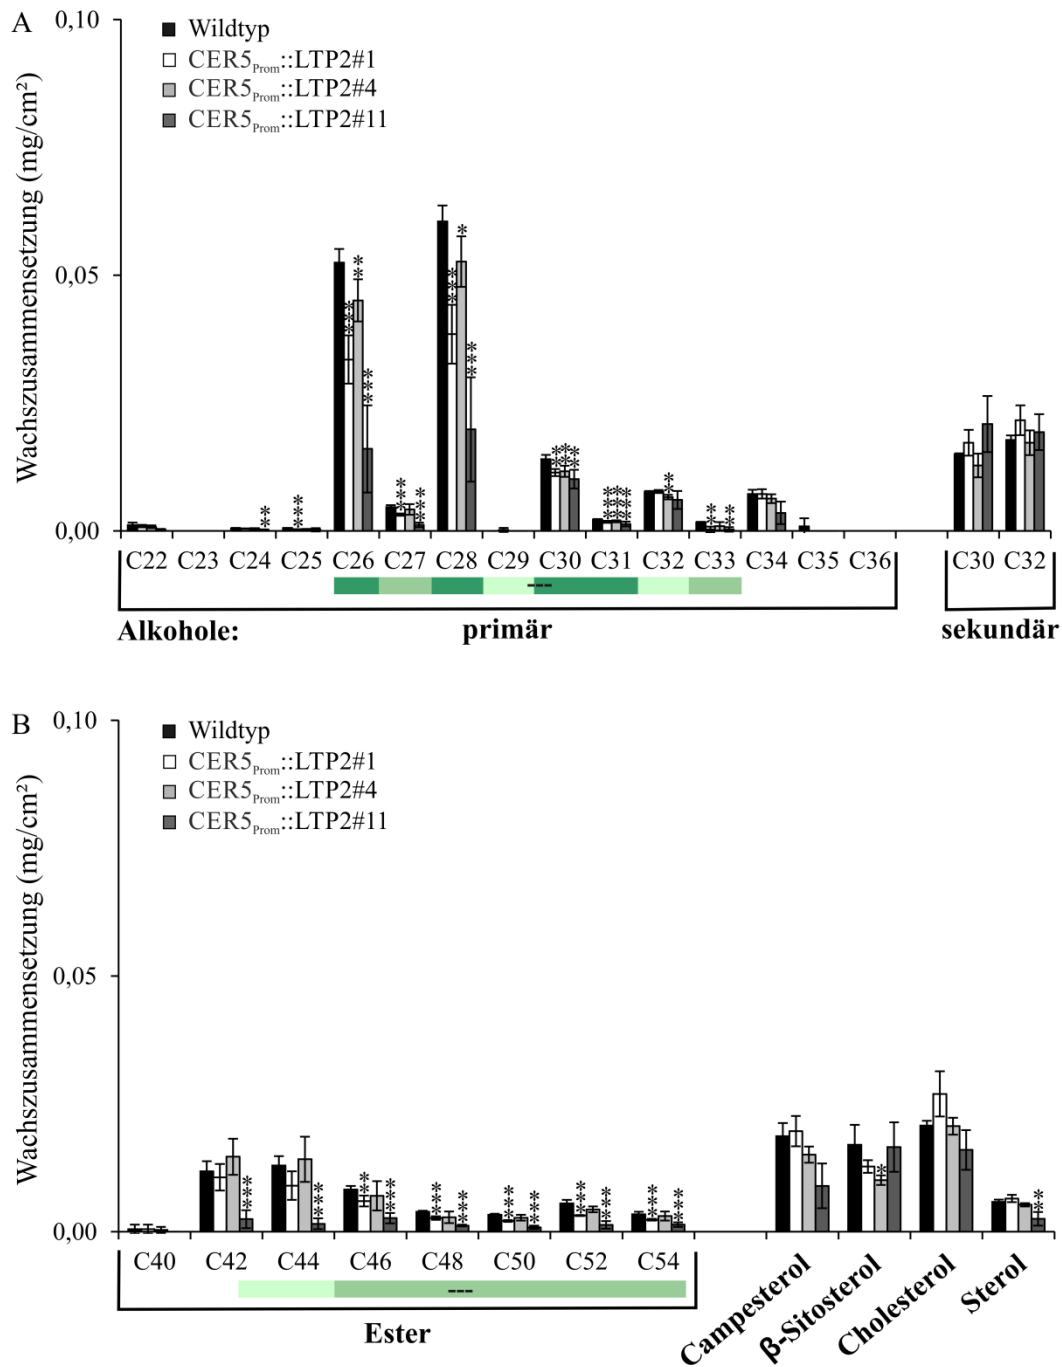 A
0,10
Wildtyp
CER5Prom::LTP2#1
CER5Prom::LTP2#4
CER5Prom::LTP2#11
Wachszusammensetzung (mg/cm²)
0,05
***
**
***
***
*
***
**
***
***
***
**
**
**
***
***
***
**
**
**
0,00
C22 C23 C24 C25 C26 C27 C28 C29 C30 C31 C32 C33 C34 C35 C36 C30 C32
---
Alkohole: primär sekundär
B
0,10
Wildtyp
CER5Prom::LTP2#1
CER5Prom::LTP2#4
CER5Prom::LTP2#11
Wachszusammensetzung (mg/cm²)
0,05
***
***
**
***
***
***
***
***
***
***
***
***
*
**
0,00
C40 C42 C44 C46 C48 C50 C52 C54
---
Ester
Campesterol
β-Sitosterol
Cholesterol
Sterol